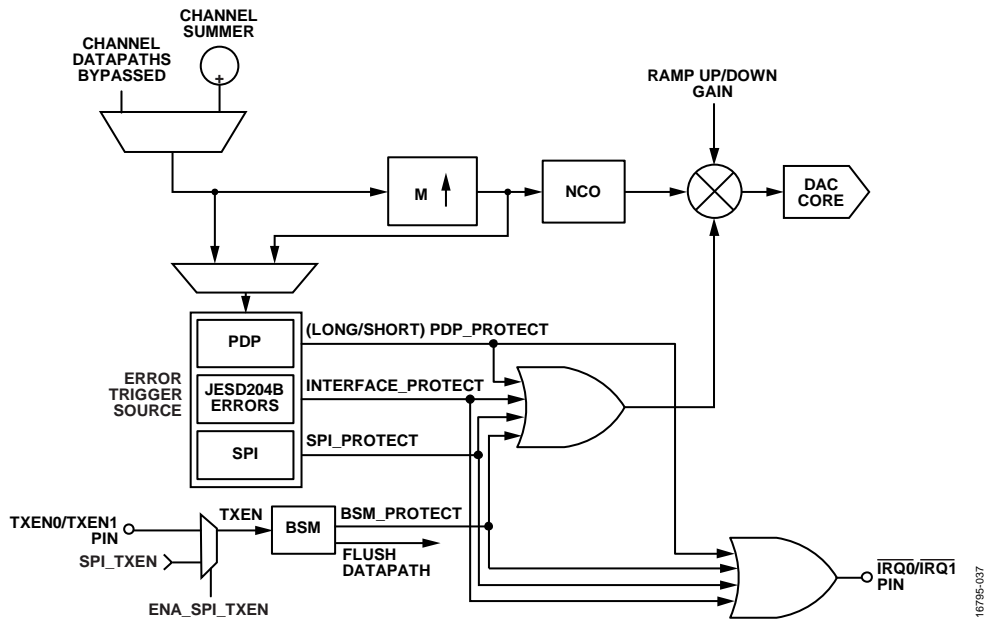 CHANNEL
SUMMER
CHANNEL
DATAPATHS
BYPASSED
+
RAMP UP/DOWN
GAIN
M
NCO
DAC
CORE
PDP
(LONG/SHORT) PDP_PROTECT
ERROR
TRIGGER
SOURCE
JESD204B
ERRORS
INTERFACE_PROTECT
SPI
SPI_PROTECT
TXEN0/TXEN1
PIN
TXEN
BSM
BSM_PROTECT
SPI_TXEN
FLUSH
DATAPATH
ENA_SPI_TXEN
IRQ0/IRQ1
PIN
16795-037